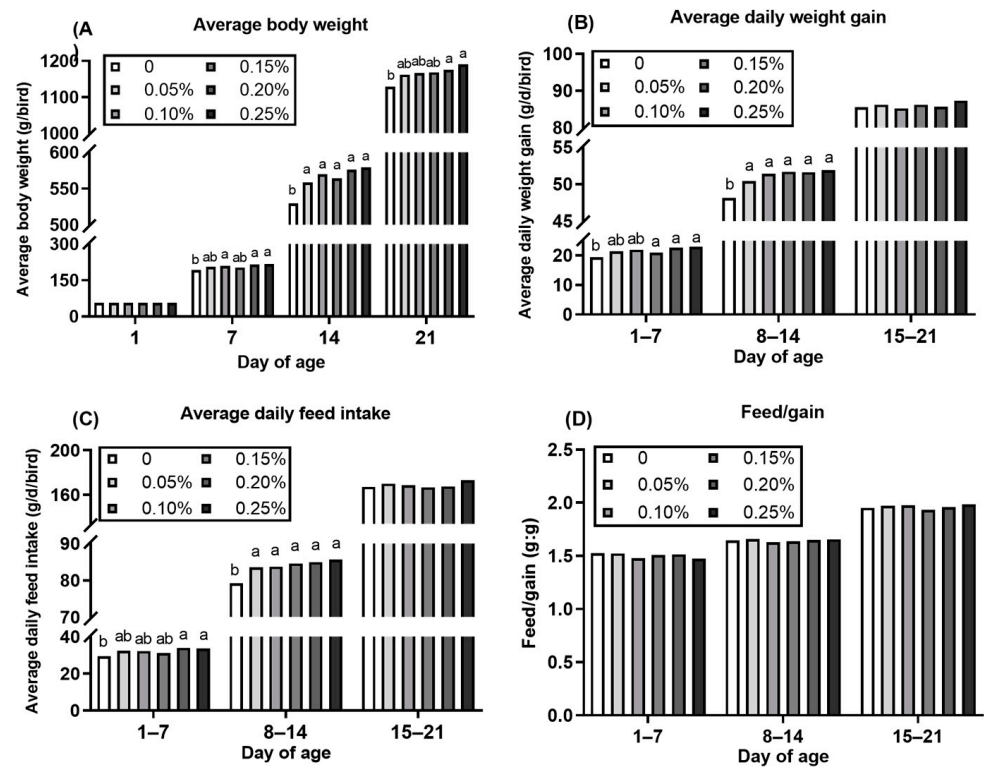 (A
)
Average body weight
0
0.15%
0.05%
0.20%
0.10%
0.25%
Average body weight (g/bird)
1200
1100
1000
600
550
500
300
150
0
b ab ab ab a a
b a a a a a
b ab a ab a a
1 7 14 21
Day of age
(B)
Average daily weight gain
0
0.15%
0.05%
0.20%
0.10%
0.25%
Average daily weight gain (g/d/bird)
100
90
80
55
50
45
20
10
0
b ab ab a a a
b a a a a a
1–7 8–14 15–21
Day of age
(C)
Average daily feed intake
0
0.15%
0.05%
0.20%
0.10%
0.25%
Average daily feed intake (g/d/bird)
200
160
90
80
70
40
20
0
b ab ab ab a a
b a a a a a
1–7 8–14 15–21
Day of age
(D)
Feed/gain
0
0.15%
0.05%
0.20%
0.10%
0.25%
Feed/gain (g:g)
2.5
2.0
1.5
1.0
0.5
0.0
1–7 8–14 15–21
Day of age